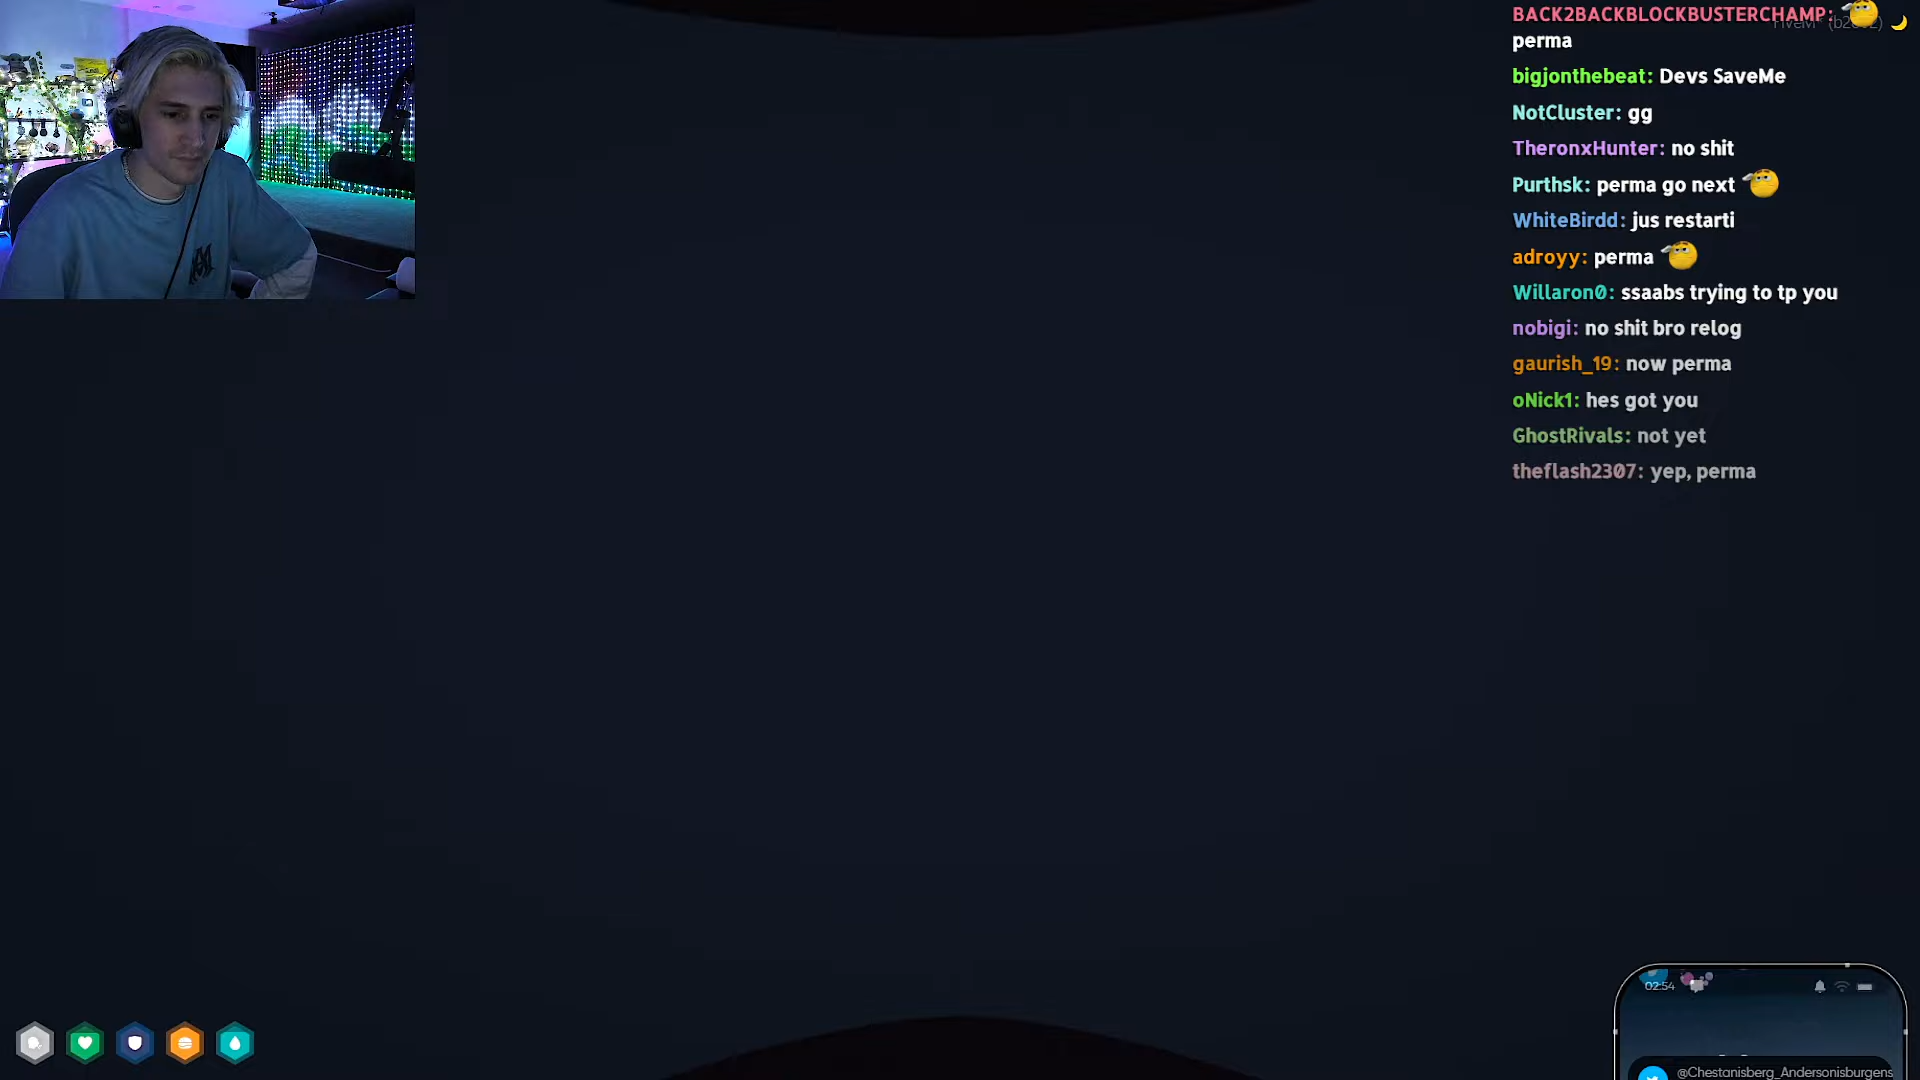 BACK2BACKBLOCKBUSTERCHAMP:
perma
bigjonthebeat: Devs SaveMe
NotCluster: gg
TheronxHunter: no shit
Purthsk: perma go next
WhiteBirdd: jus restarti
adroyy: perma
Willaron0: ssaabs trying to tp you
nobigi: no shit bro relog
gaurish_19: now perma
oNick1: hes got you
GhostRivals: not yet
theflash2307: yep, perma
02:54
@Chestanisberg_Andersonisburgens